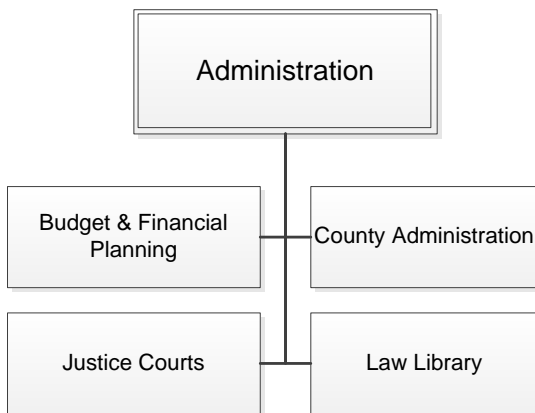 Administration
Budget & Financial
Planning
County Administration
Justice Courts
Law Library